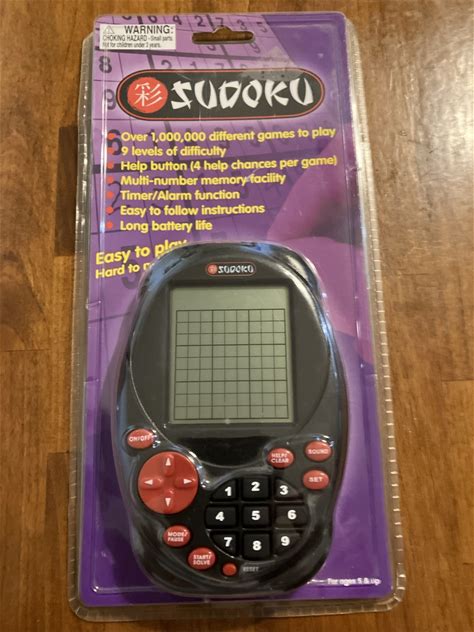 WARNING:
CHOKING HAZARD - Small parts
Not for children under 3 years.
彩 SUDOKU
Over 1,000,000 different games to play
9 levels of difficulty
Help button (4 help chances per game)
Multi-number memory facility
Timer/Alarm function
Easy to follow instructions
Long battery life
Easy to play
Hard to
SUDOKU
ON/OFF
HELP/
CLEAR
SOUND
SET
1 2 3
4 5 6
7 8 9
MODE/
PAUSE
START/
SOLVE
RESET
For ages 5 & up